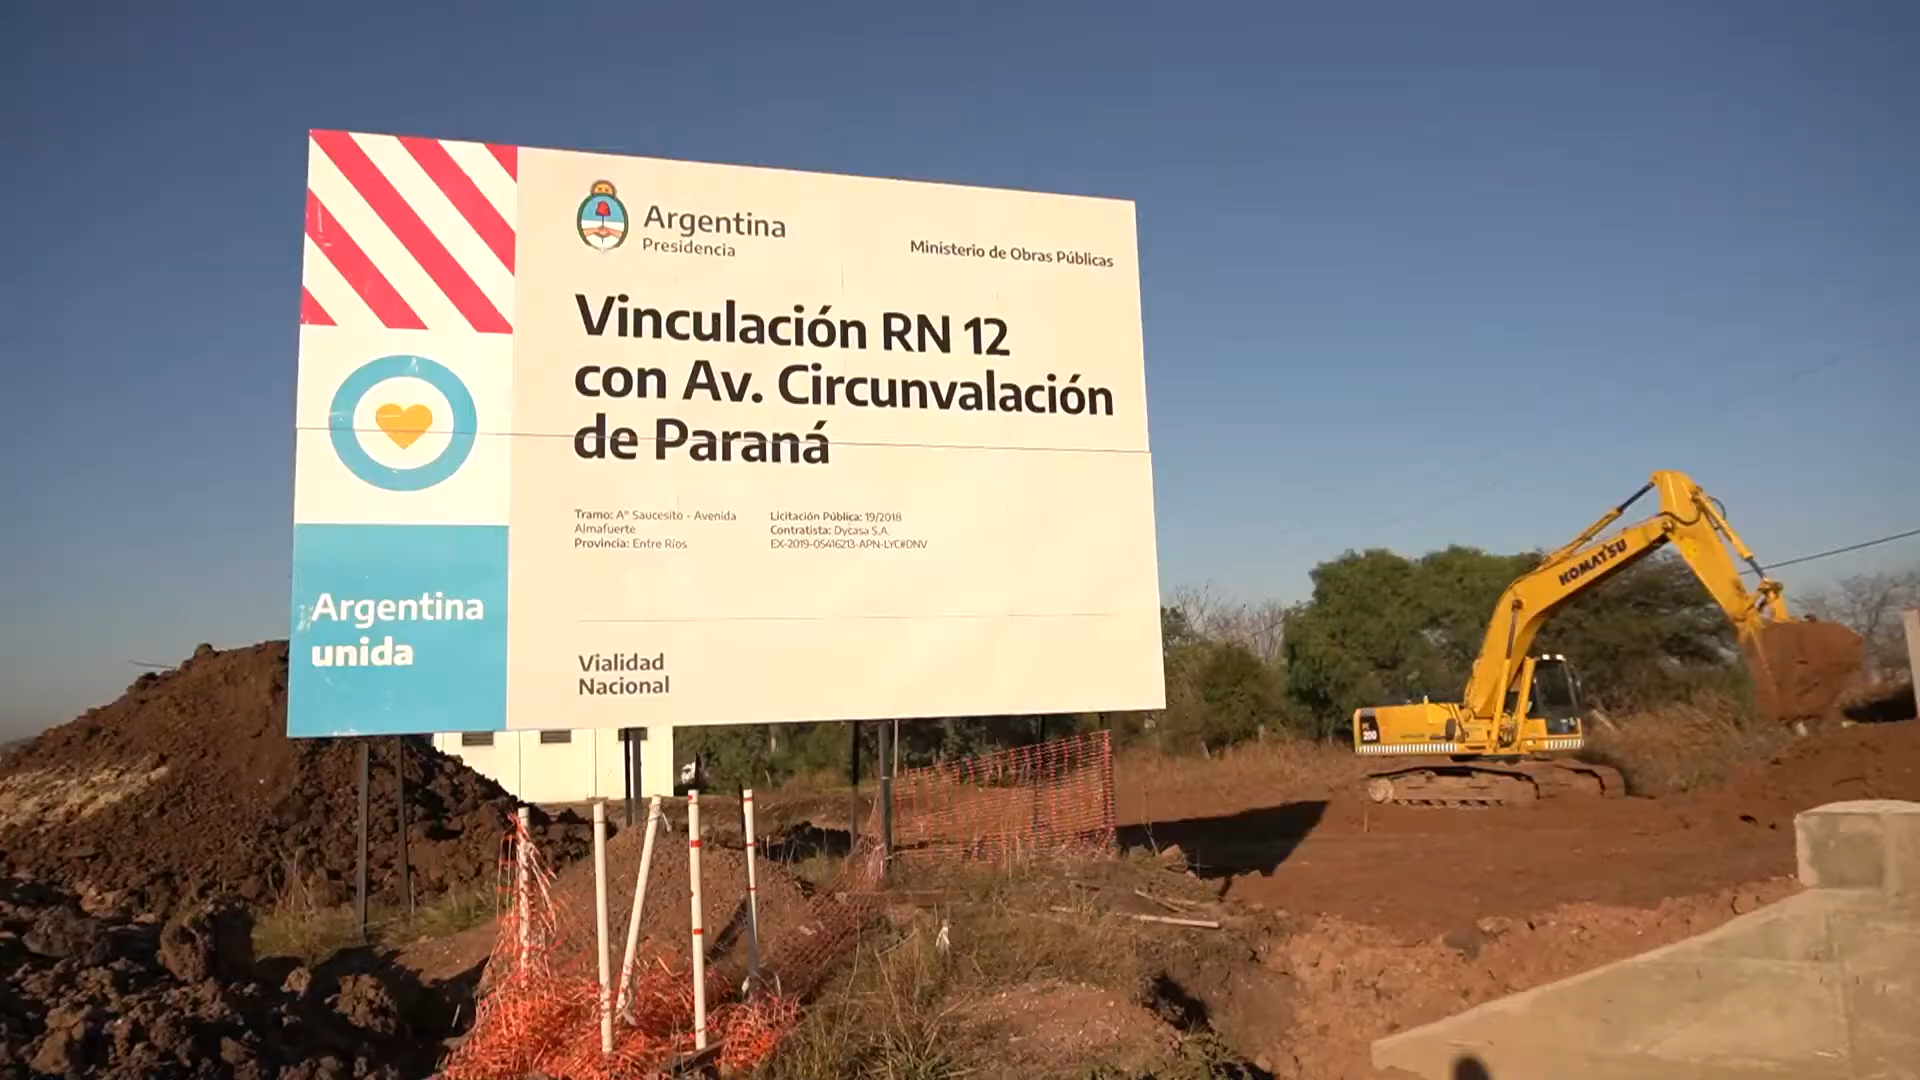 Argentina
Presidencia
Ministerio de Obras Públicas
Vinculación RN 12
con Av. Circunvalación
de Paraná
Tramo: A° Saucesito - Avenida
Almafuerte
Provincia: Entre Ríos
Licitación Pública: 19/2018
Contratista: Dycasa S.A.
EX-2019-05416213-APN-LYC#DNV
Argentina
unida
Vialidad
Nacional
KOMATSU
PC
200